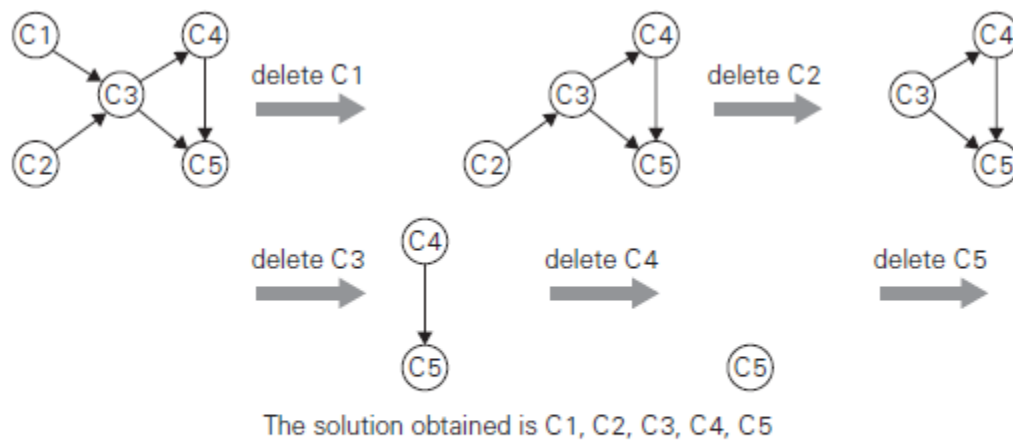 C1 C4 C4 C4
delete C1 delete C2
C3 C3 C3
C2 C5 C2 C5 C5
delete C3 C4 delete C4 delete C5
C5 C5
The solution obtained is C1, C2, C3, C4, C5